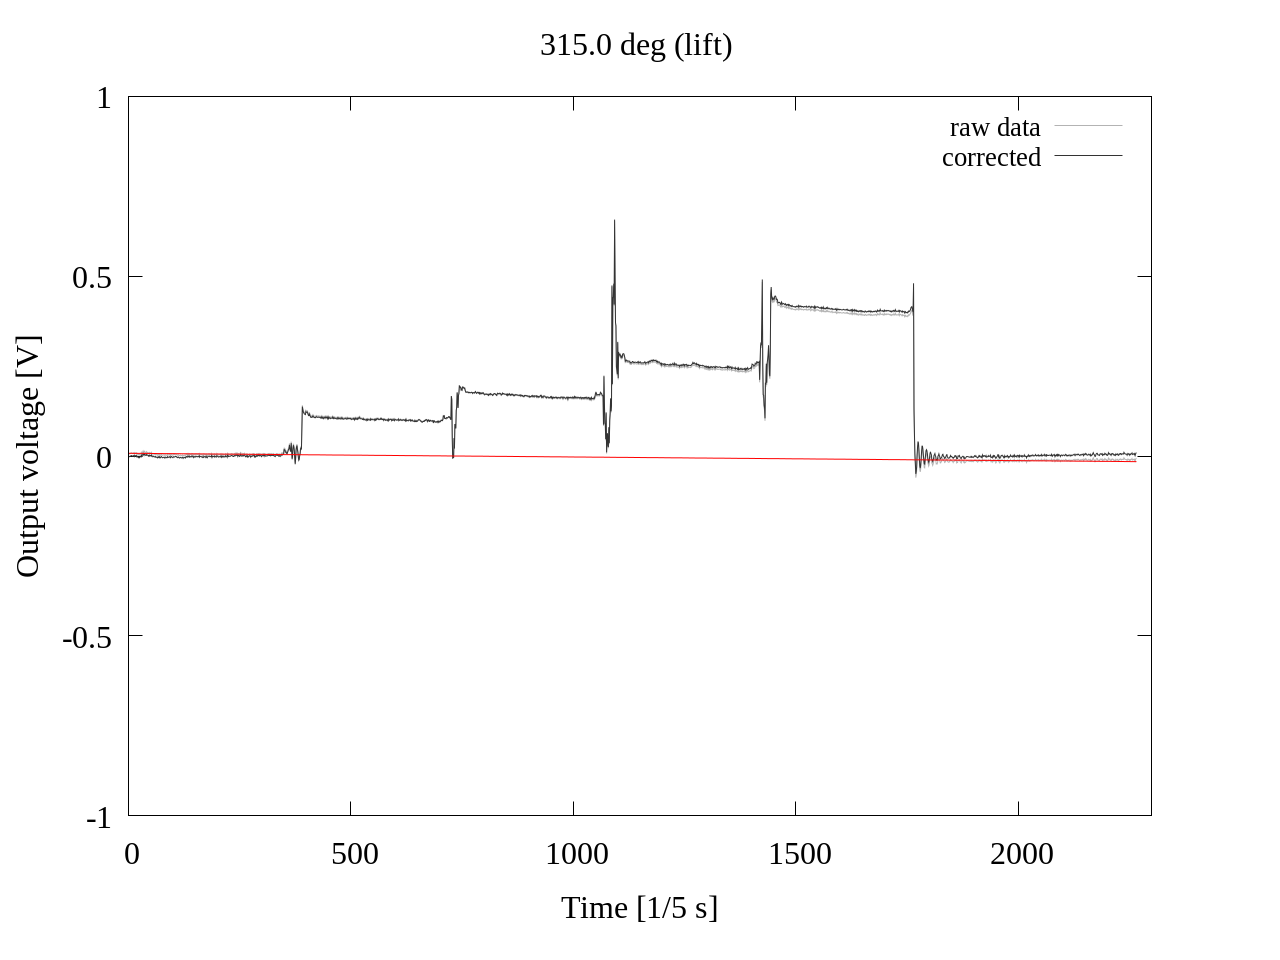 315.0 deg (lift)
1
raw data
corrected
0.5
0
-0.5
-1
Output voltage [V]
0 500 1000 1500 2000
Time [1/5 s]